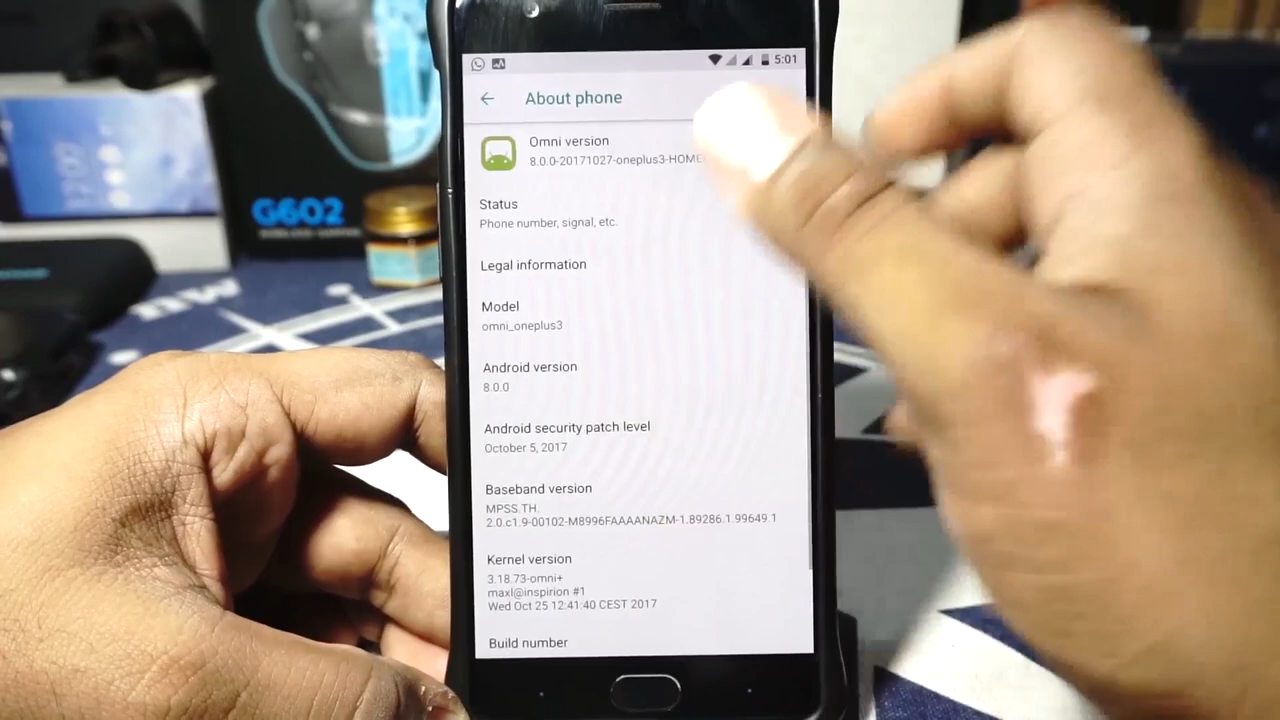 G602
5:01
About phone
Omni version
8.0.0-20171027-oneplus3-HOME
Status
Phone number, signal, etc.
Legal information
Model
omni_oneplus3
Android version
8.0.0
Android security patch level
October 5, 2017
Baseband version
MPSS.TH.
2.0.c1.9-00102-M8996FAAAANAZM-1.89286.1.99649.1
Kernel version
3.18.73-omni+
maxl@inspirion #1
Wed Oct 25 12:41:40 CEST 2017
Build number